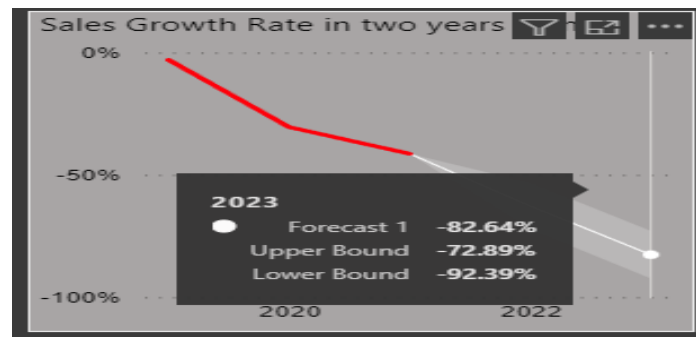 Sales Growth Rate in two years
0%
-50%
2023
Forecast 1 -82.64%
Upper Bound -72.89%
Lower Bound -92.39%
-100%
2020 2022